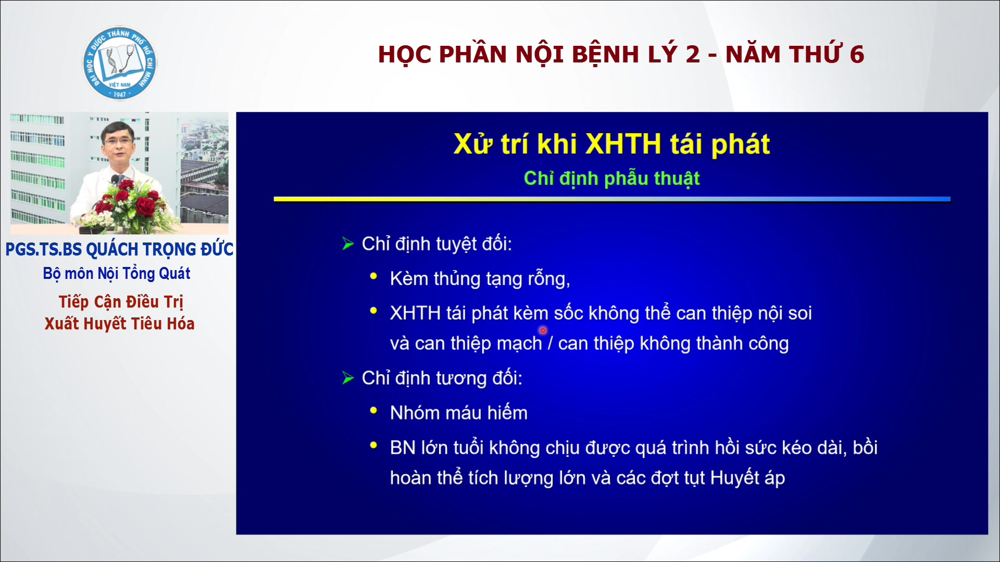 ĐẠI HỌC Y DƯỢC THÀNH PHỐ HỒ CHÍ MINH
VIỆT NAM
1947
HỌC PHẦN NỘI BỆNH LÝ 2 - NĂM THỨ 6
PGS.TS.BS QUÁCH TRỌNG ĐỨC
Bộ môn Nội Tổng Quát
Tiếp Cận Điều Trị
Xuất Huyết Tiêu Hóa
Xử trí khi XHTH tái phát
Chỉ định phẫu thuật
Chỉ định tuyệt đối:
Kèm thủng tạng rỗng,
XHTH tái phát kèm sốc không thể can thiệp nội soi
và can thiệp mạch / can thiệp không thành công
Chỉ định tương đối:
Nhóm máu hiếm
BN lớn tuổi không chịu được quá trình hồi sức kéo dài, bồi
hoàn thể tích lượng lớn và các đợt tụt Huyết áp